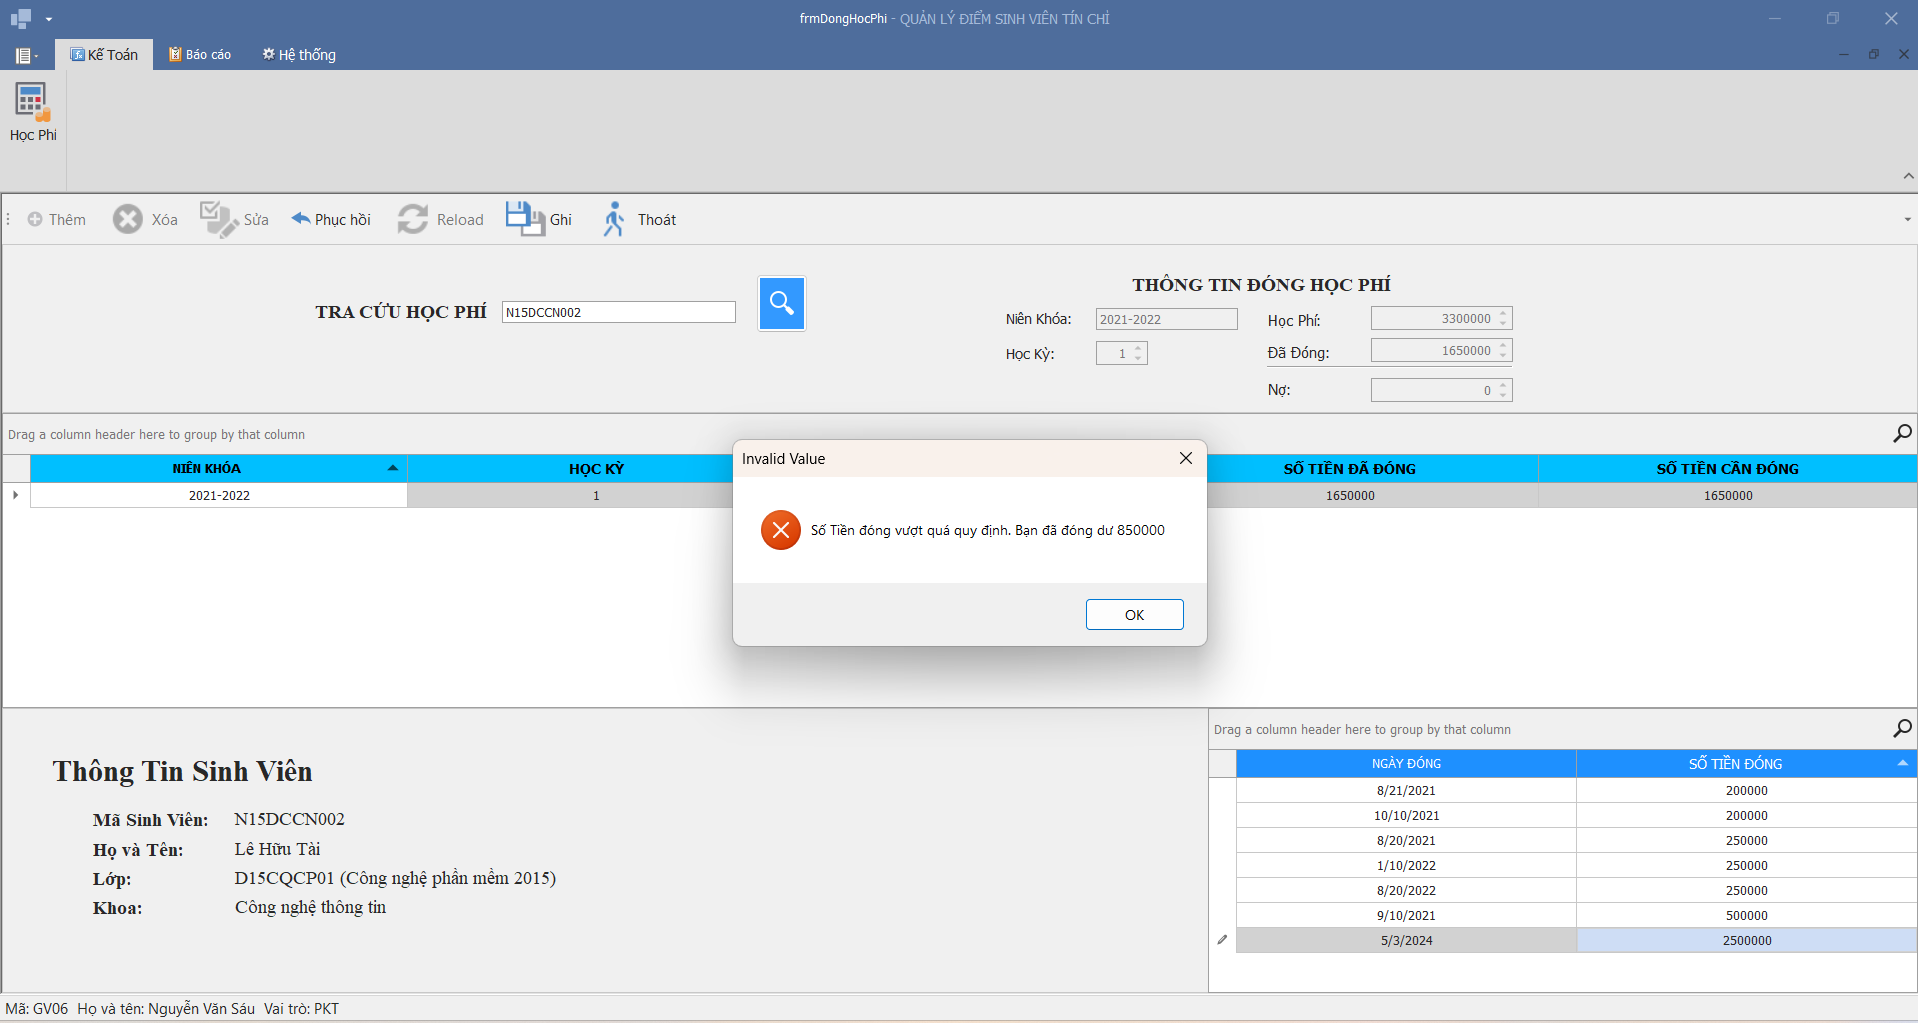 frmDongHocPhi - QUẢN LÝ ĐIỂM SINH VIÊN TÍN CHỈ
Kế Toán
Báo cáo
Hệ thống
Học Phi
Thêm
Xóa
Sửa
Phục hồi
Reload
Ghi
Thoát
TRA CỨU HỌC PHÍ
N15DCCN002
THÔNG TIN ĐÓNG HỌC PHÍ
Niên Khóa:
2021-2022
Học Phí:
3300000
Học Kỳ:
1
Đã Đóng:
1650000
Nợ:
0
Drag a column header here to group by that column
NIÊN KHÓA
HỌC KỲ
SỐ TIỀN ĐÃ ĐÓNG
SỐ TIỀN CẦN ĐÓNG
2021-2022
1
1650000
1650000
Invalid Value
Số Tiền đóng vượt quá quy định. Bạn đã đóng dư 850000
OK
Thông Tin Sinh Viên
Mã Sinh Viên: N15DCCN002
Họ và Tên: Lê Hữu Tài
Lớp: D15CQCP01 (Công nghệ phần mềm 2015)
Khoa: Công nghệ thông tin
Drag a column header here to group by that column
NGÀY ĐÓNG
SỐ TIỀN ĐÓNG
8/21/2021 200000
10/10/2021 200000
8/20/2021 250000
1/10/2022 250000
8/20/2022 250000
9/10/2021 500000
5/3/2024 2500000
Mã: GV06 Họ và tên: Nguyễn Văn Sáu Vai trò: PKT